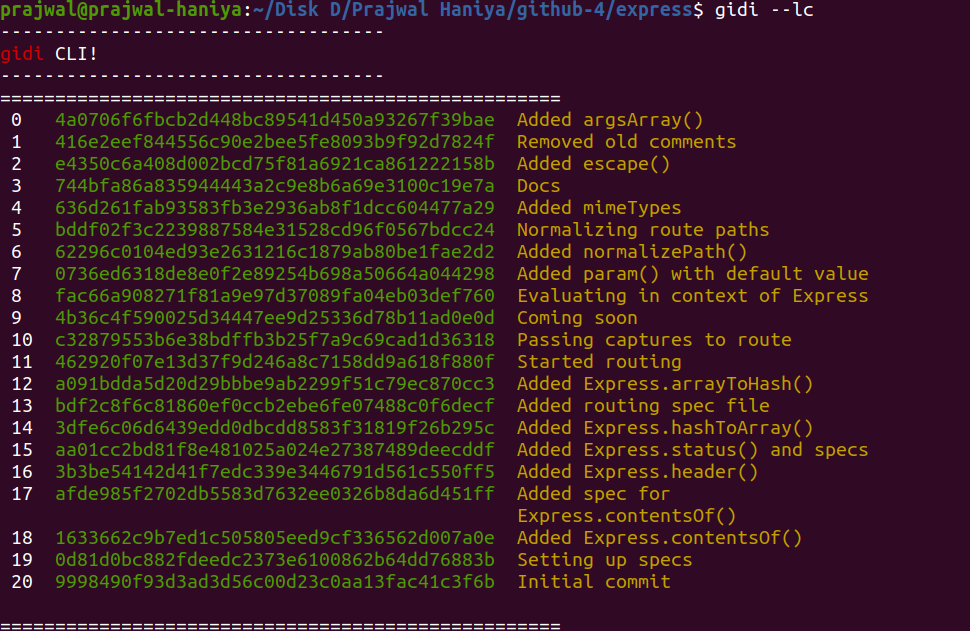 prajwal@prajwal-haniya:~/Disk D/Prajwal Haniya/github-4/express$ gidi --lc
-----------------------------------
gidi CLI!
-----------------------------------
===================================================
0 4a0706f6fbcb2d448bc89541d450a93267f39bae Added argsArray()
1 416e2eef844556c90e2bee5fe8093b9f92d7824f Removed old comments
2 e4350c6a408d002bcd75f81a6921ca861222158b Added escape()
3 744bfa86a835944443a2c9e8b6a69e3100c19e7a Docs
4 636d261fab93583fb3e2936ab8f1dcc604477a29 Added mimeTypes
5 bddf02f3c2239887584e31528cd96f0567bdcc24 Normalizing route paths
6 62296c0104ed93e2631216c1879ab80be1fae2d2 Added normalizePath()
7 0736ed6318de8e0f2e89254b698a50664a044298 Added param() with default value
8 fac66a908271f81a9e97d37089fa04eb03def760 Evaluating in context of Express
9 4b36c4f590025d34447ee9d25336d78b11ad0e0d Coming soon
10 c32879553b6e38bdffb3b25f7a9c69cad1d36318 Passing captures to route
11 462920f07e13d37f9d246a8c7158dd9a618f880f Started routing
12 a091bdda5d20d29bbbe9ab2299f51c79ec870cc3 Added Express.arrayToHash()
13 bdf2c8f6c81860ef0ccb2ebe6fe07488c0f6decf Added routing spec file
14 3dfe6c06d6439edd0dbcdd8583f31819f26b295c Added Express.hashToArray()
15 aa01cc2bd81f8e481025a024e27387489deecddf Added Express.status() and specs
16 3b3be54142d41f7edc339e3446791d561c550ff5 Added Express.header()
17 afde985f2702db5583d7632ee0326b8da6d451ff Added spec for
Express.contentsOf()
18 1633662c9b7ed1c505805eed9cf336562d007a0e Added Express.contentsOf()
19 0d81d0bc882fdeedc2373e6100862b64dd76883b Setting up specs
20 9998490f93d3ad3d56c00d23c0aa13fac41c3f6b Initial commit
===================================================